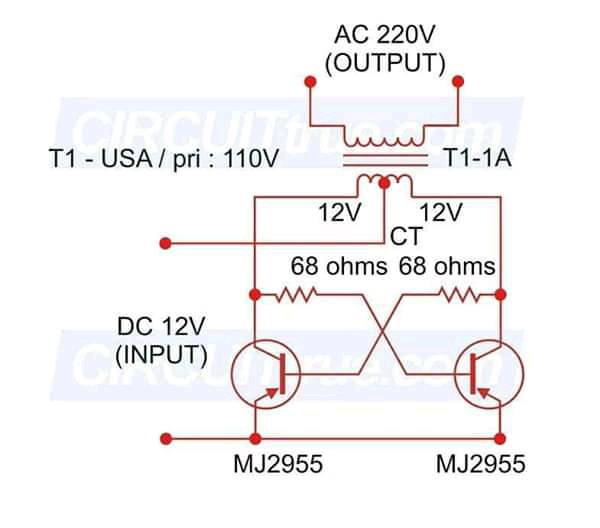 AC 220V
(OUTPUT)
CIRCUITtrue.com
T1 - USA / pri : 110V
T1-1A
12V 12V
CT
68 ohms 68 ohms
DC 12V
(INPUT)
CIRCUITtrue.com
MJ2955 MJ2955